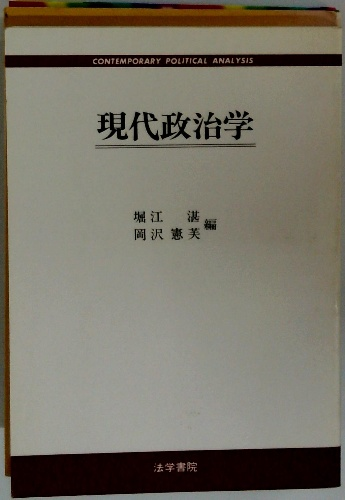 CONTEMPORARY POLITICAL ANALYSIS
現代政治学
堀江 湛
岡沢憲芙 編
法学書院